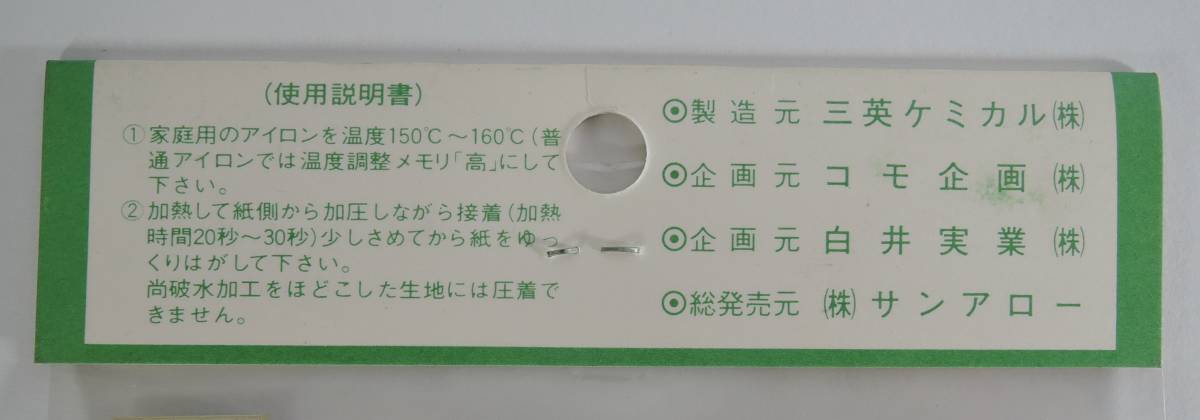 (使用説明書)
①家庭用のアイロンを温度150℃〜160℃(普
通アイロンでは温度調整メモリ「高」にして
下さい。
②加熱して紙側から加圧しながら接着(加熱
時間20秒〜30秒)少しさめてから紙をゆっ
くりはがして下さい。
尚破水加工をほどこした生地には圧着で
きません。
◉製造元 三英ケミカル㈱
◉企画元 コモ企画㈱
◉企画元 白井実業㈱
◉総発売元 ㈱サンアロー